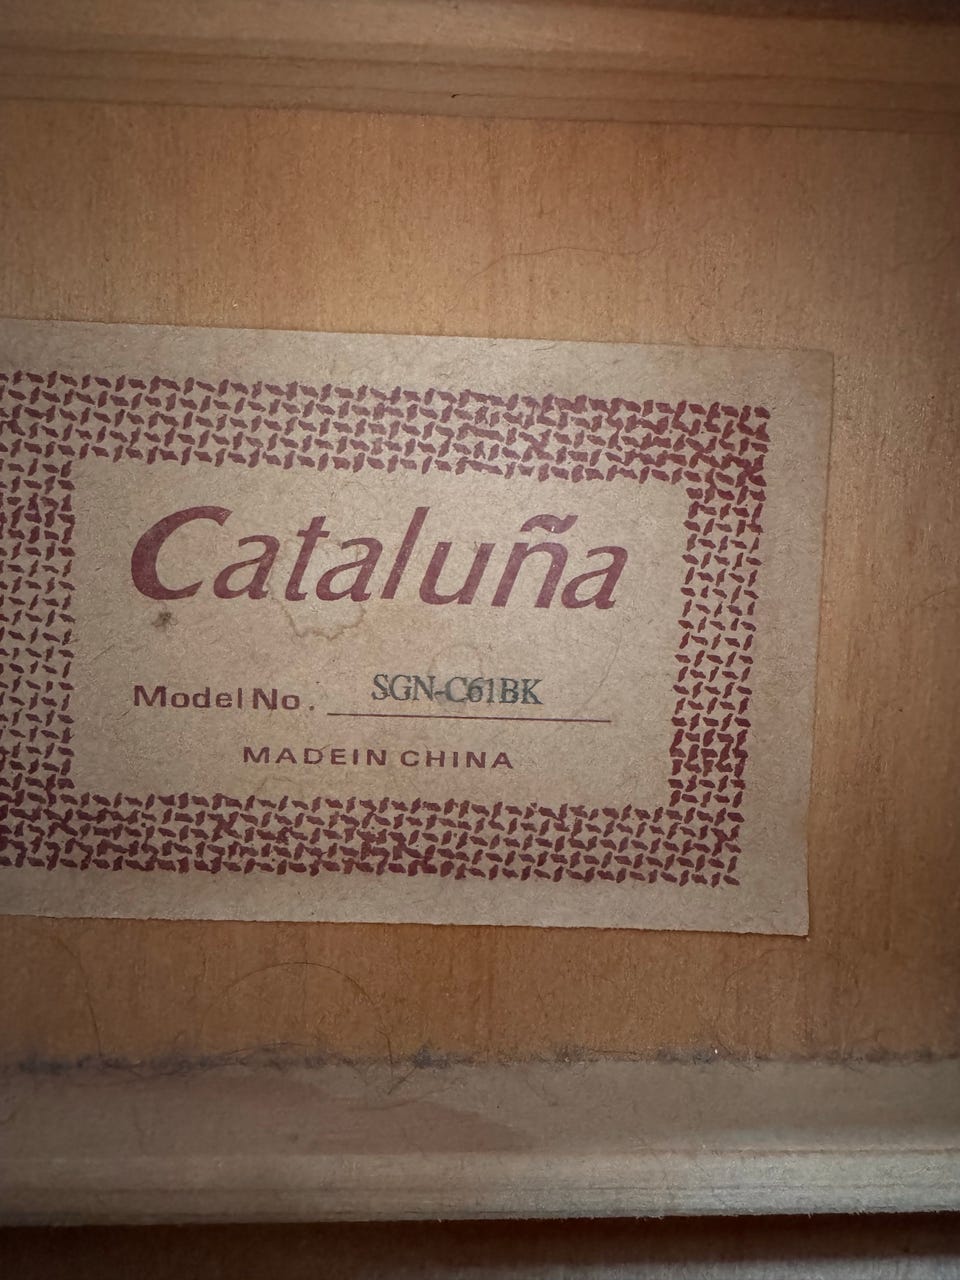 Cataluña
Model No. SGN-C61BK
MADEIN CHINA